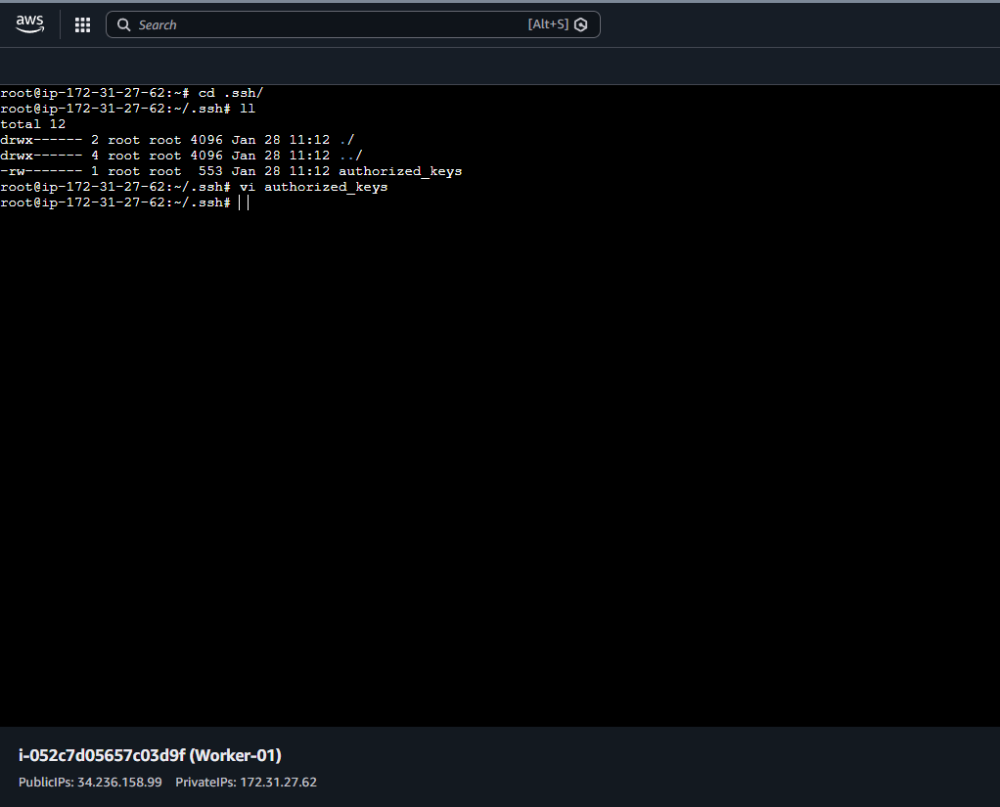 aws
Search
[Alt+S]
root@ip-172-31-27-62:~# cd .ssh/
root@ip-172-31-27-62:~/.ssh# ll
total 12
drwx------ 2 root root 4096 Jan 28 11:12 ./
drwx------ 4 root root 4096 Jan 28 11:12 ../
-rw------- 1 root root  553 Jan 28 11:12 authorized_keys
root@ip-172-31-27-62:~/.ssh# vi authorized_keys
root@ip-172-31-27-62:~/.ssh#
i-052c7d05657c03d9f (Worker-01)
PublicIPs: 34.236.158.99 PrivateIPs: 172.31.27.62